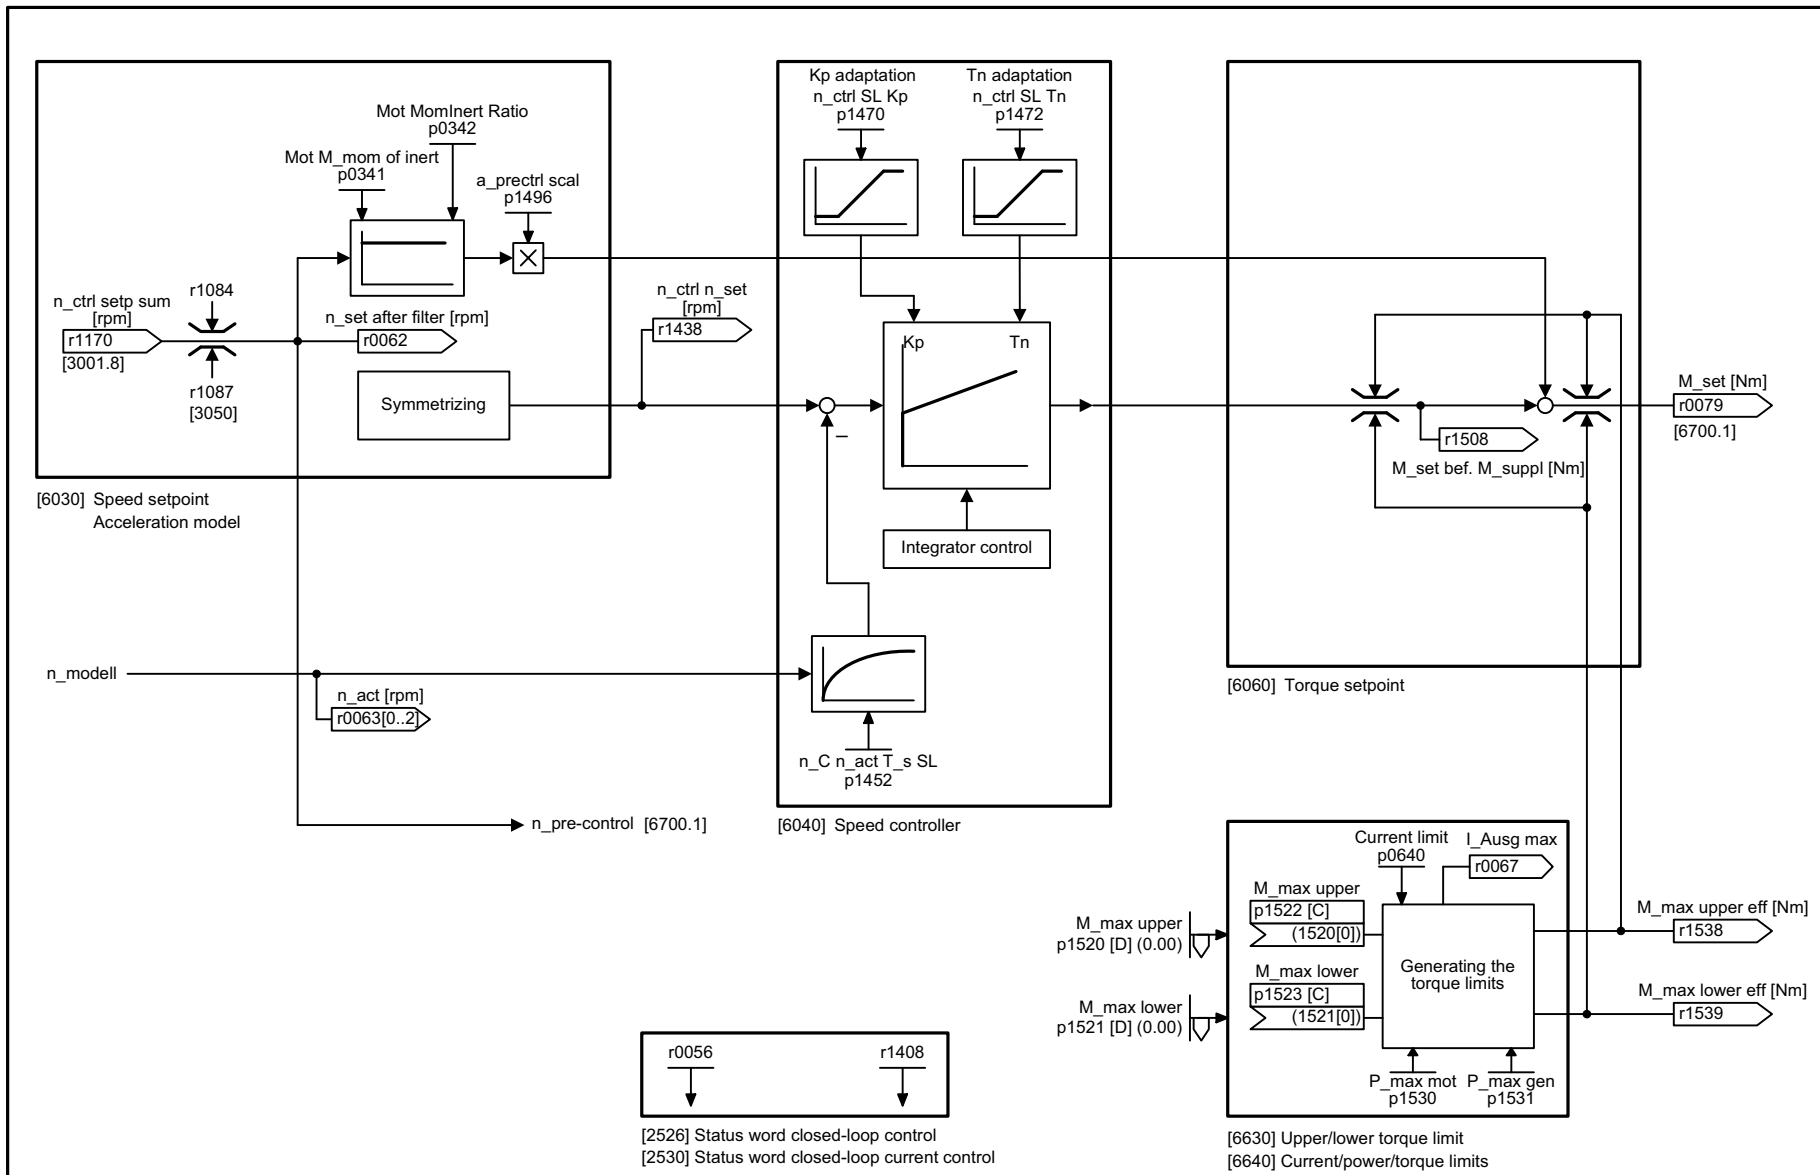 Mot MomInert Ratio
p0342
Mot M_mom of inert
p0341
a_prectrl scal
p1496
n_ctrl setp sum
[rpm]
r1170
[3001.8]
r1084
r1087
[3050]
n_set after filter [rpm]
r0062
Symmetrizing
[6030] Speed setpoint
Acceleration model
n_ctrl n_set
[rpm]
r1438
Kp adaptation
n_ctrl SL Kp
p1470
Tn adaptation
n_ctrl SL Tn
p1472
Kp
Tn
–
Integrator control
n_modell
n_act [rpm]
r0063[0..2]
n_C n_act T_s SL
p1452
n_pre-control [6700.1]
[6040] Speed controller
r1508
M_set bef. M_suppl [Nm]
M_set [Nm]
r0079
[6700.1]
[6060] Torque setpoint
Current limit
p0640
I_Ausg max
r0067
M_max upper
p1520 [D] (0.00)
M_max upper
p1522 [C]
(1520[0])
M_max lower
p1521 [D] (0.00)
M_max lower
p1523 [C]
(1521[0])
Generating the
torque limits
M_max upper eff [Nm]
r1538
M_max lower eff [Nm]
r1539
P_max mot
p1530
P_max gen
p1531
[6630] Upper/lower torque limit
[6640] Current/power/torque limits
r0056
r1408
[2526] Status word closed-loop control
[2530] Status word closed-loop current control